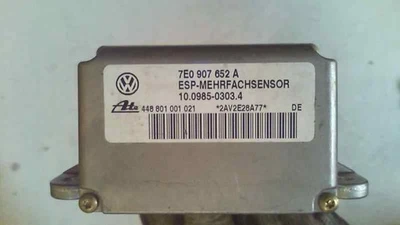 7E0 907 652 A
ESP-MEHRFACHSENSOR
10.0985-0303.4
Ate 448 801 001 021 *2AV2E26A77* DE